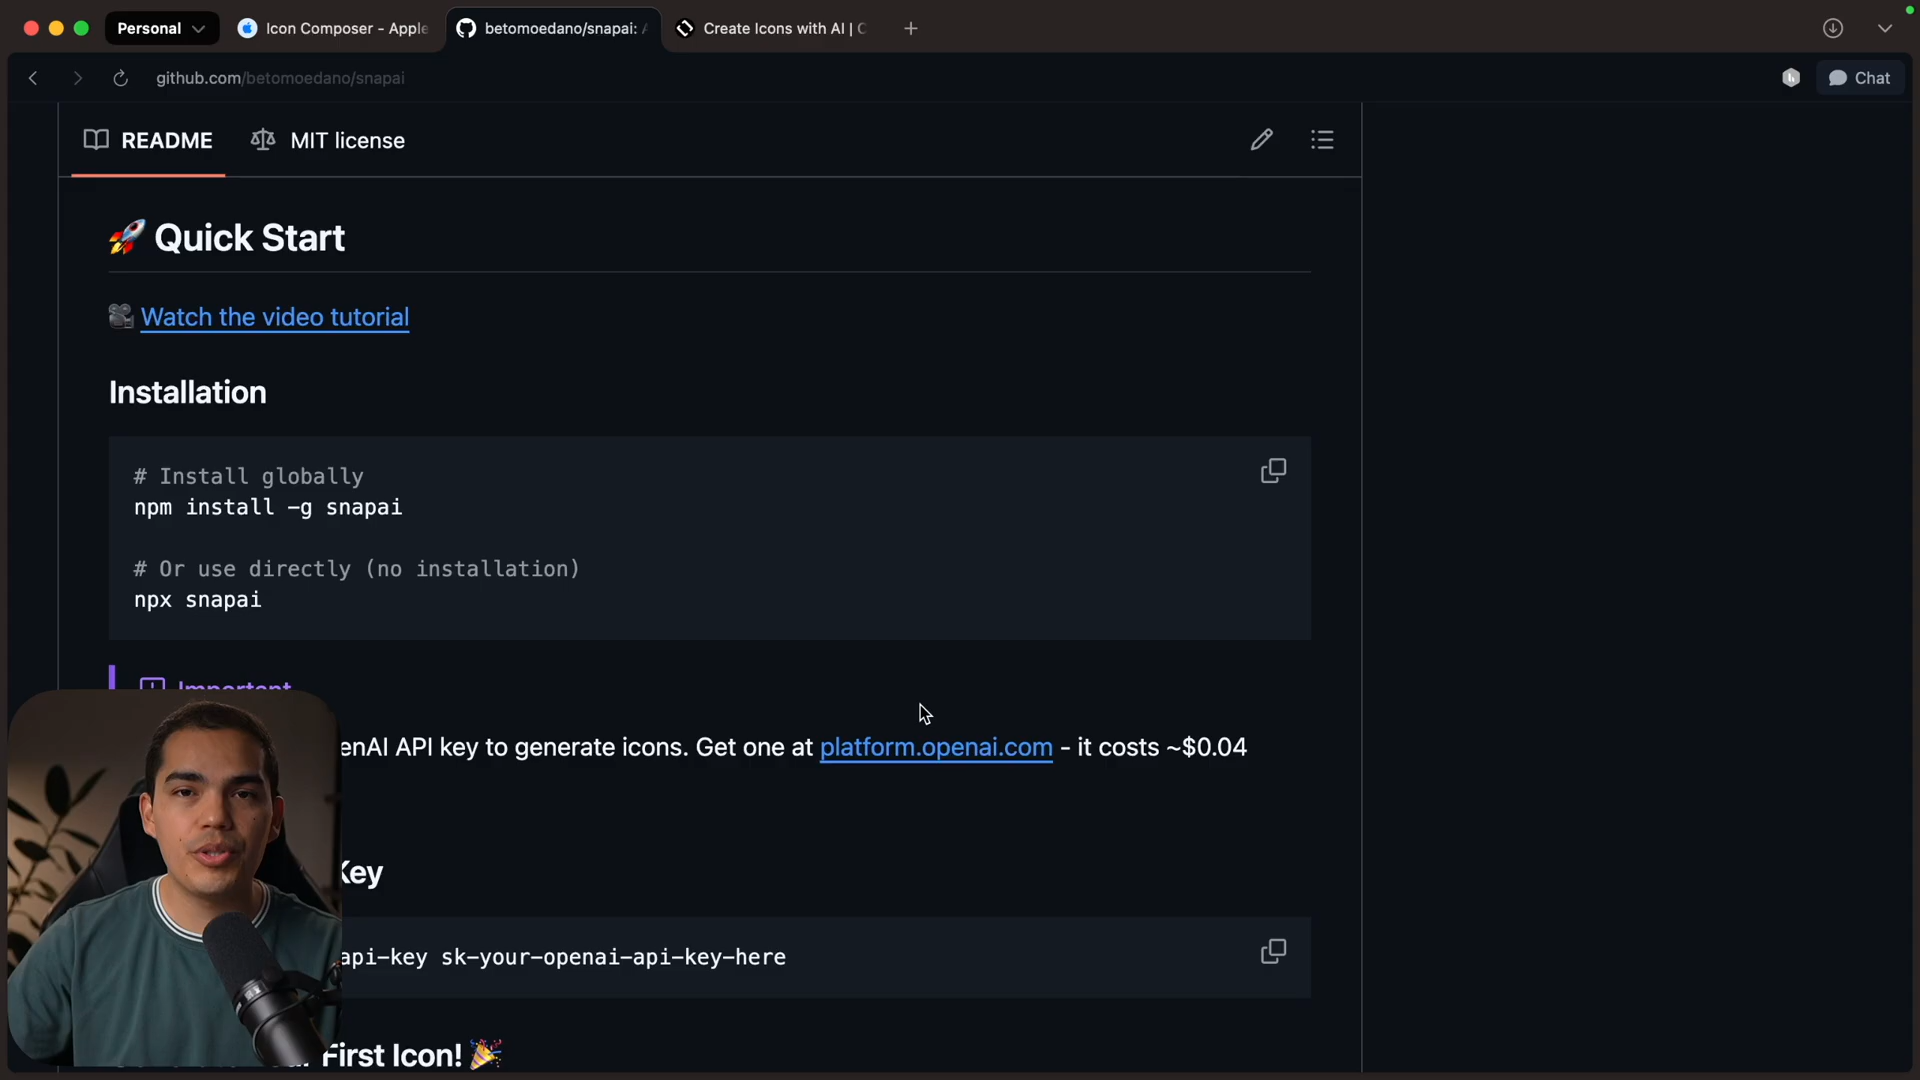 Personal
Icon Composer - Apple
betomoedano/snapai:
Create Icons with AI |
github.com/betomoedano/snapai
Chat
README
MIT license
🚀 Quick Start
🎥 Watch the video tutorial
Installation
# Install globally
npm install -g snapai
# Or use directly (no installation)
npx snapai
Important
enAI API key to generate icons. Get one at platform.openai.com - it costs ~$0.04
Key
api-key sk-your-openai-api-key-here
First Icon! 🎉